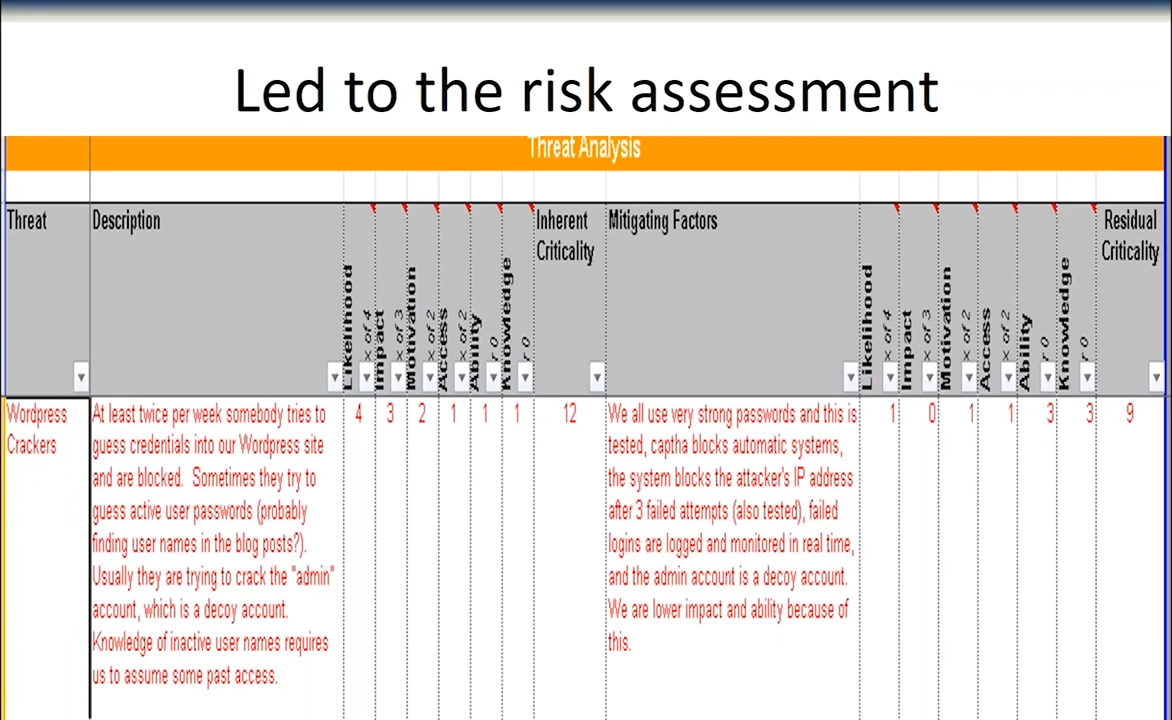 Led to the risk assessment
Threat Analysis
Threat
Description
Likelihood
x of 4
Impact
x of 3
Motivation
x of 2
Access
x of 2
Ability
r 0
Knowledge
r 0
Inherent
Criticality
Mitigating Factors
Likelihood
x of 4
Impact
x of 3
Motivation
x of 2
Access
x of 2
Ability
r 0
Knowledge
r 0
Residual
Criticality
Wordpress
Crackers
At least twice per week somebody tries to
guess credentials into our Wordpress site
and are blocked. Sometimes they try to
guess active user passwords (probably
finding user names in the blog posts?).
Usually they are trying to crack the "admin"
account, which is a decoy account.
Knowledge of inactive user names requires
us to assume some past access.
4 3 2 1 1 1 12
We all use very strong passwords and this is
tested, captha blocks automatic systems,
the system blocks the attacker's IP address
after 3 failed attempts (also tested), failed
logins are logged and monitored in real time,
and the admin account is a decoy account.
We are lower impact and ability because of
this.
1 0 1 1 3 3 9